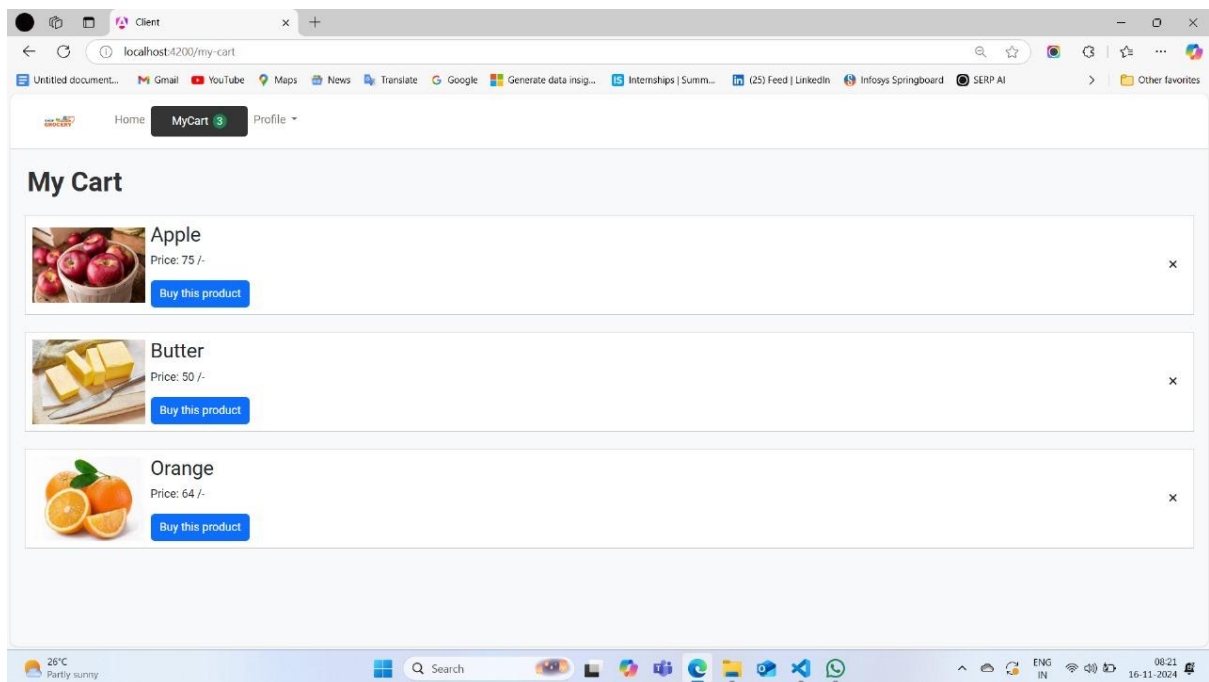 Client
localhost:4200/my-cart
Untitled document... Gmail YouTube Maps News Translate Google Generate data insig... Internships | Summ... (25) Feed | LinkedIn Infosys Springboard SERP AI Other favorites
GROCERY Home MyCart 3 Profile
My Cart
Apple
Price: 75 /-
Buy this product
Butter
Price: 50 /-
Buy this product
Orange
Price: 64 /-
Buy this product
26°C
Partly sunny
Search
ENG
IN
08:21
16-11-2024